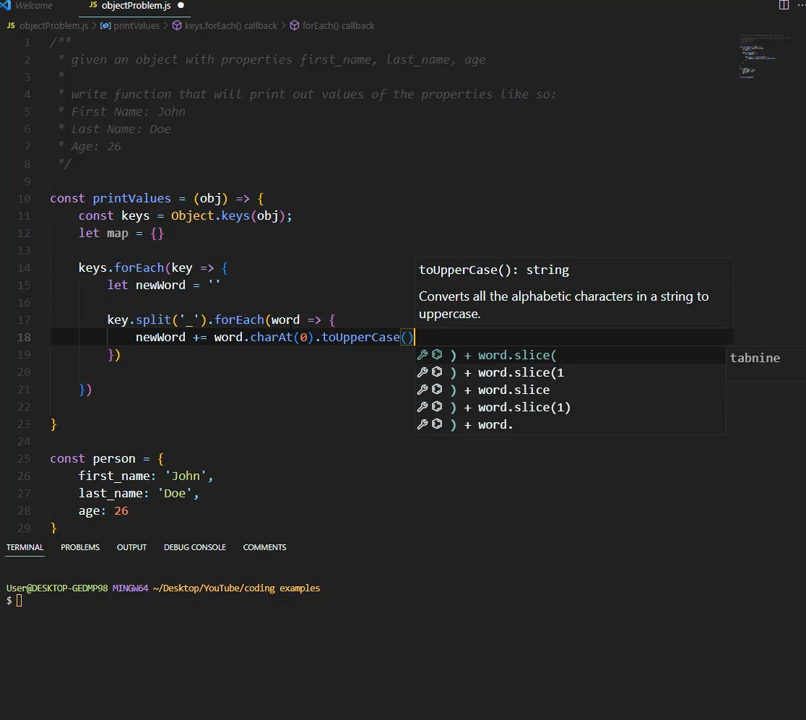 Welcome
JS objectProblem.js
JS objectProblem.js > printValues > keys.forEach() callback > forEach() callback
1 /**
2 * given an object with properties first_name, last_name, age
3 *
4 * write function that will print out values of the properties like so:
5 * First Name: John
6 * Last Name: Doe
7 * Age: 26
8 */
9
10 const printValues = (obj) => {
11 const keys = Object.keys(obj);
12 let map = {}
13
14 keys.forEach(key => {
15 let newWord = ''
16
17 key.split('_').forEach(word => {
18 newWord += word.charAt(0).toUpperCase()
19 })
20
21 })
22
23 }
24
25 const person = {
26 first_name: 'John',
27 last_name: 'Doe',
28 age: 26
29 }
toUpperCase(): string
Converts all the alphabetic characters in a string to
uppercase.
) + word.slice(
) + word.slice(1
) + word.slice
) + word.slice(1)
) + word.
tabnine
TERMINAL PROBLEMS OUTPUT DEBUG CONSOLE COMMENTS
User@DESKTOP-GEDMP98 MINGW64 ~/Desktop/YouTube/coding examples
$